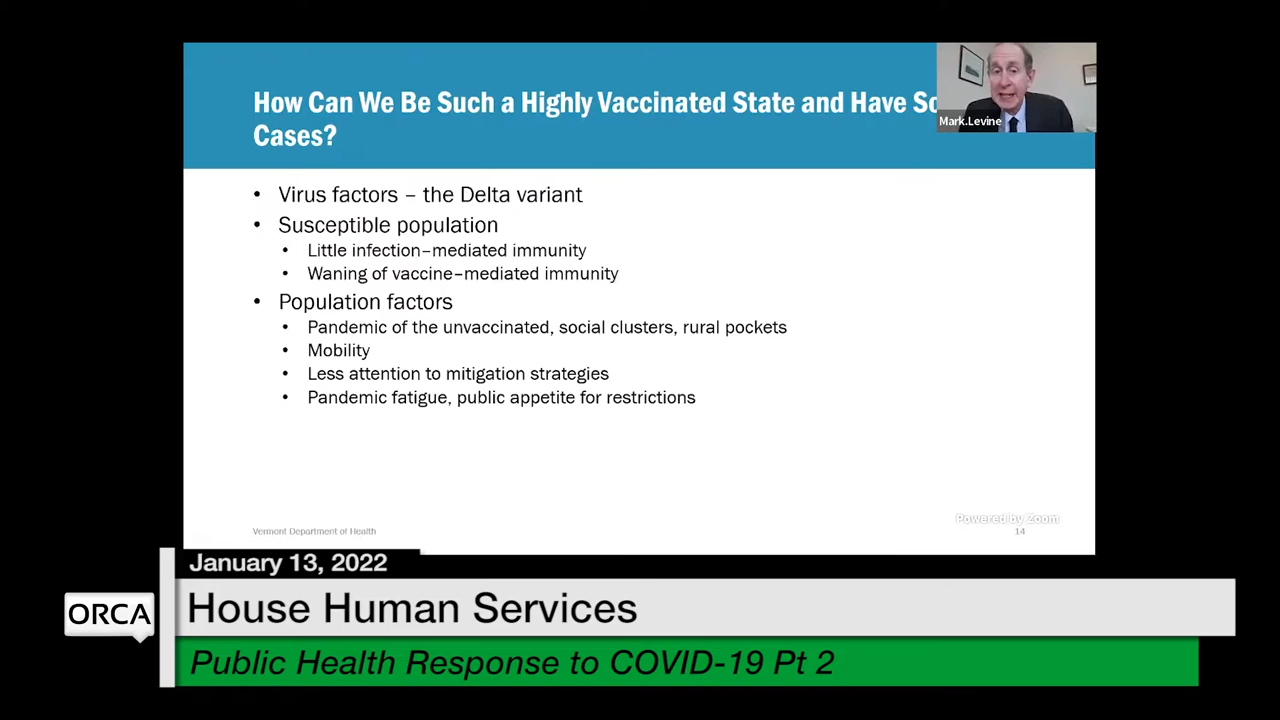 How Can We Be Such a Highly Vaccinated State and Have
Cases?
Mark.Levine
• Virus factors – the Delta variant
• Susceptible population
• Little infection–mediated immunity
• Waning of vaccine–mediated immunity
• Population factors
• Pandemic of the unvaccinated, social clusters, rural pockets
• Mobility
• Less attention to mitigation strategies
• Pandemic fatigue, public appetite for restrictions
Powered by Zoom
Vermont Department of Health
14
January 13, 2022
ORCA
House Human Services
Public Health Response to COVID-19 Pt 2